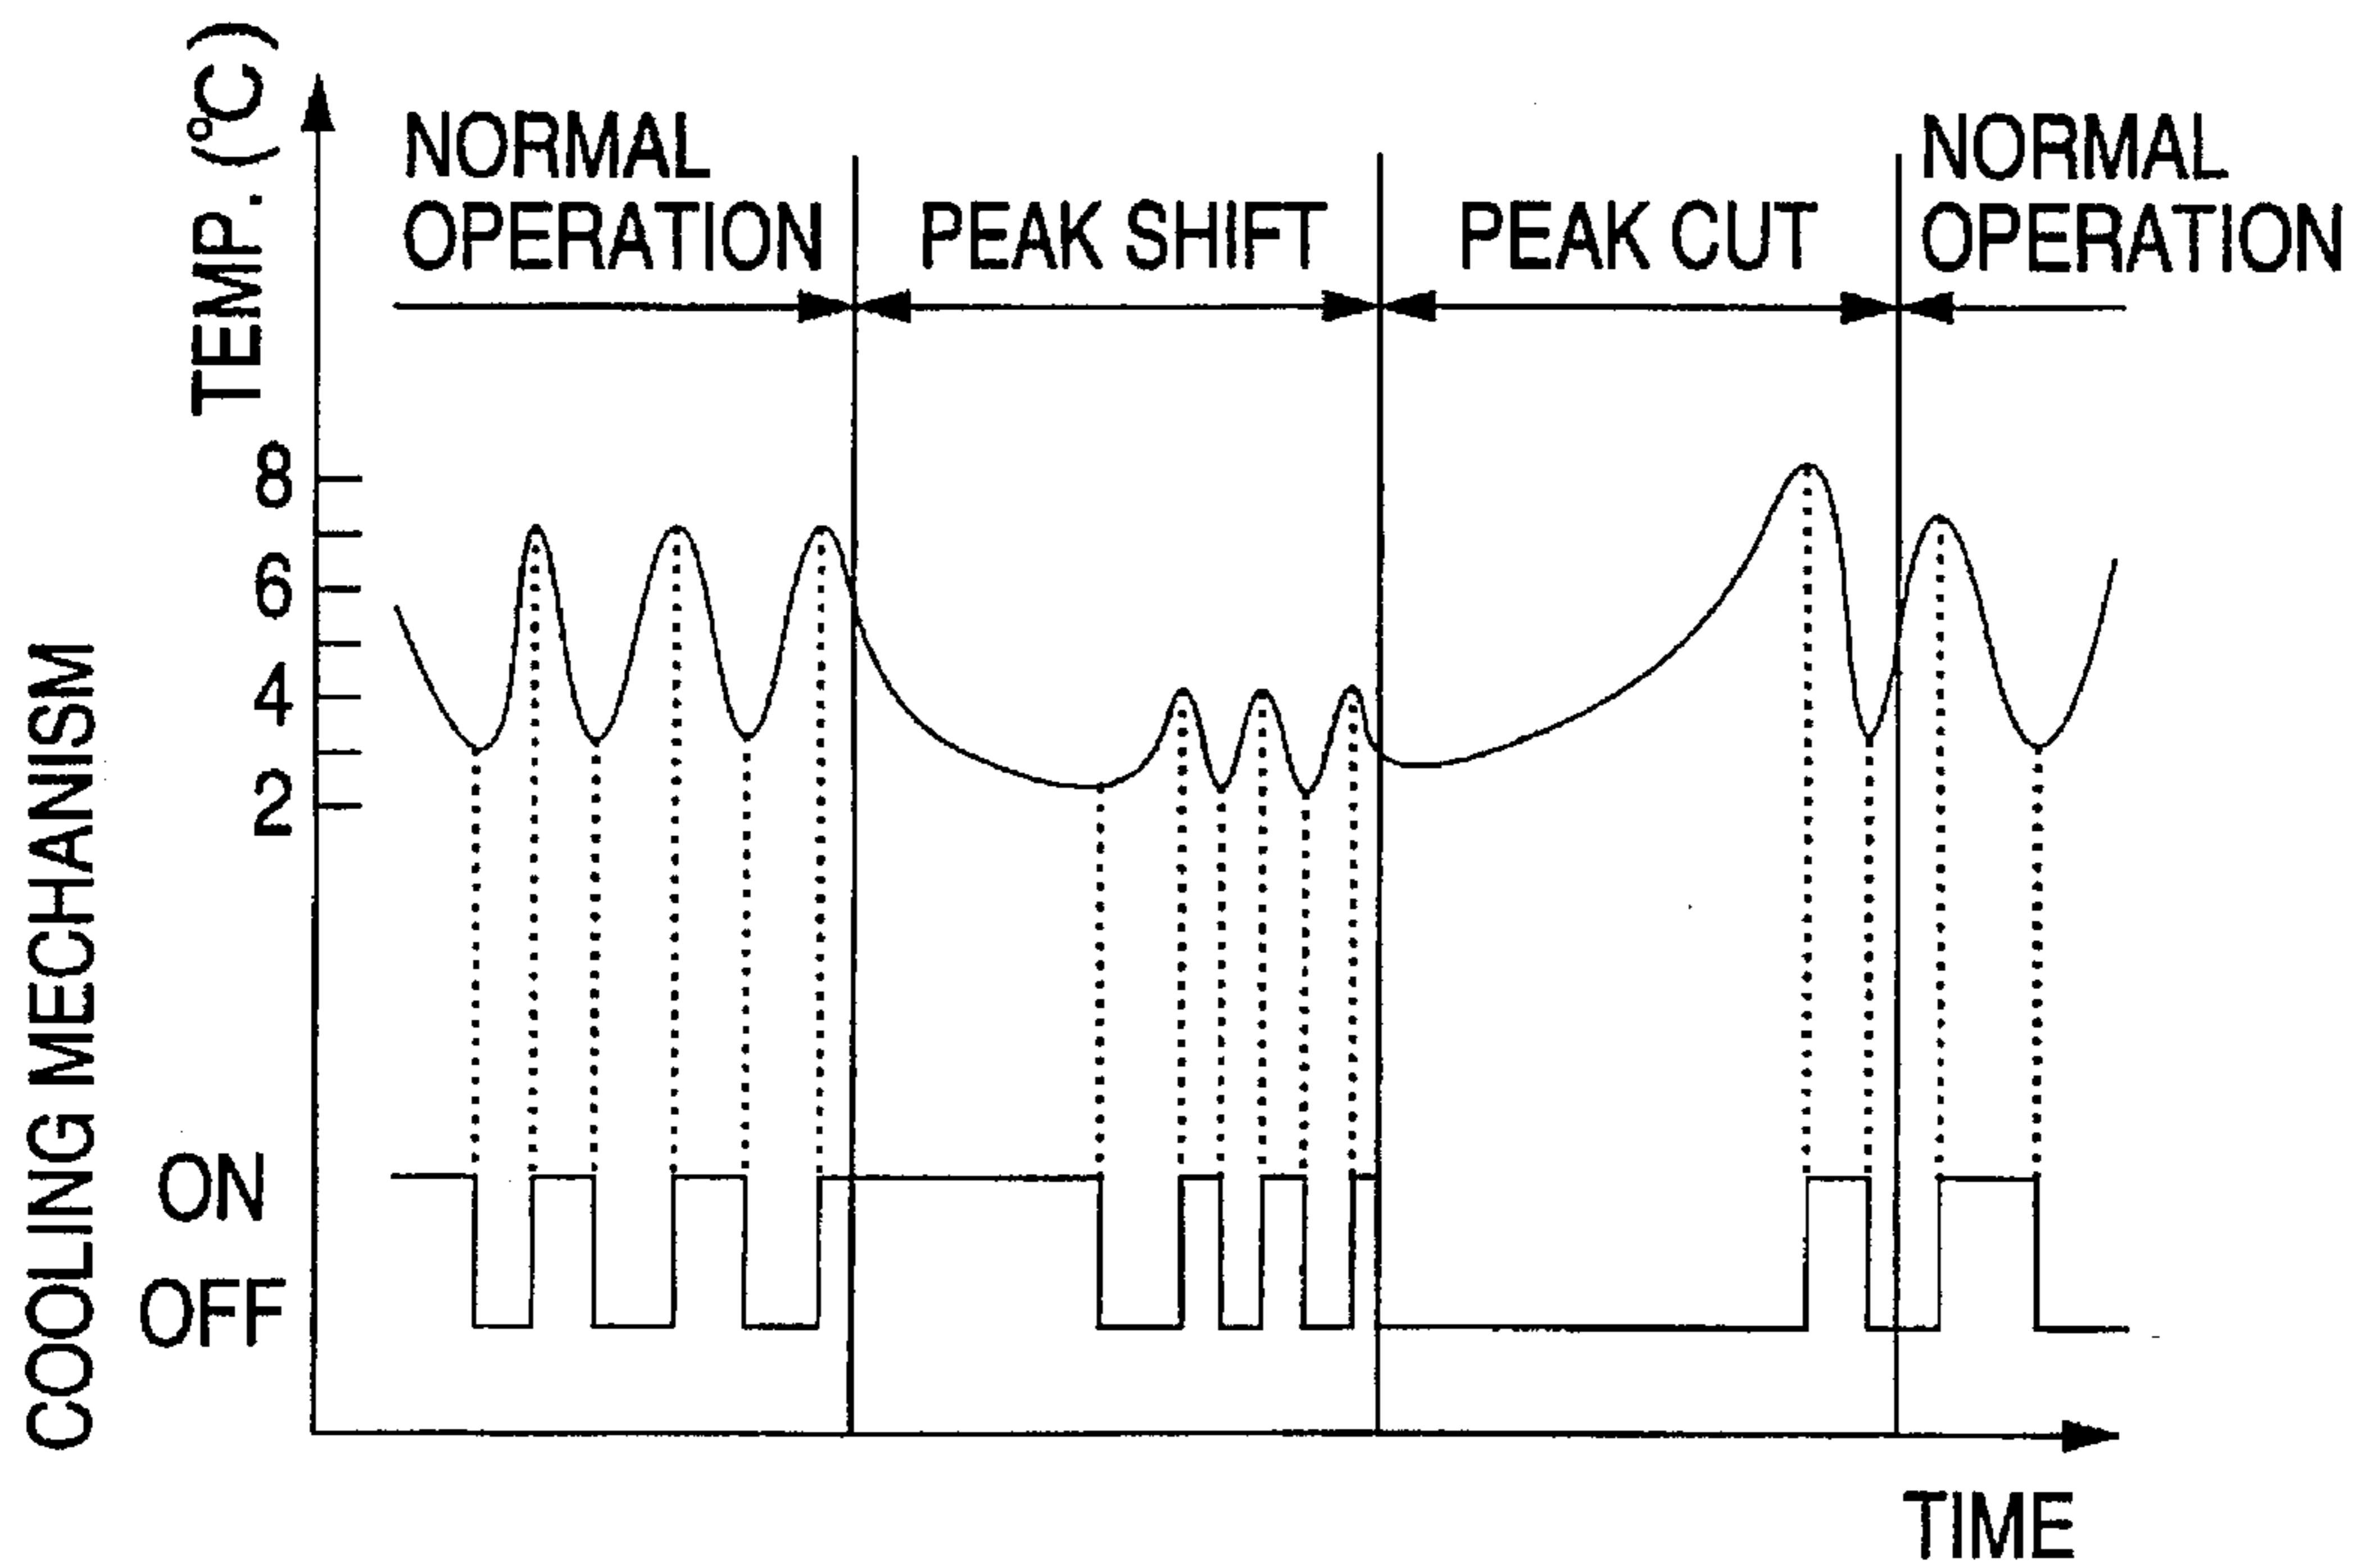 TEMP. (°C)
NORMAL
OPERATION
PEAK SHIFT
PEAK CUT
NORMAL
OPERATION
8
6
4
2
COOLING MECHANISM
ON
OFF
TIME